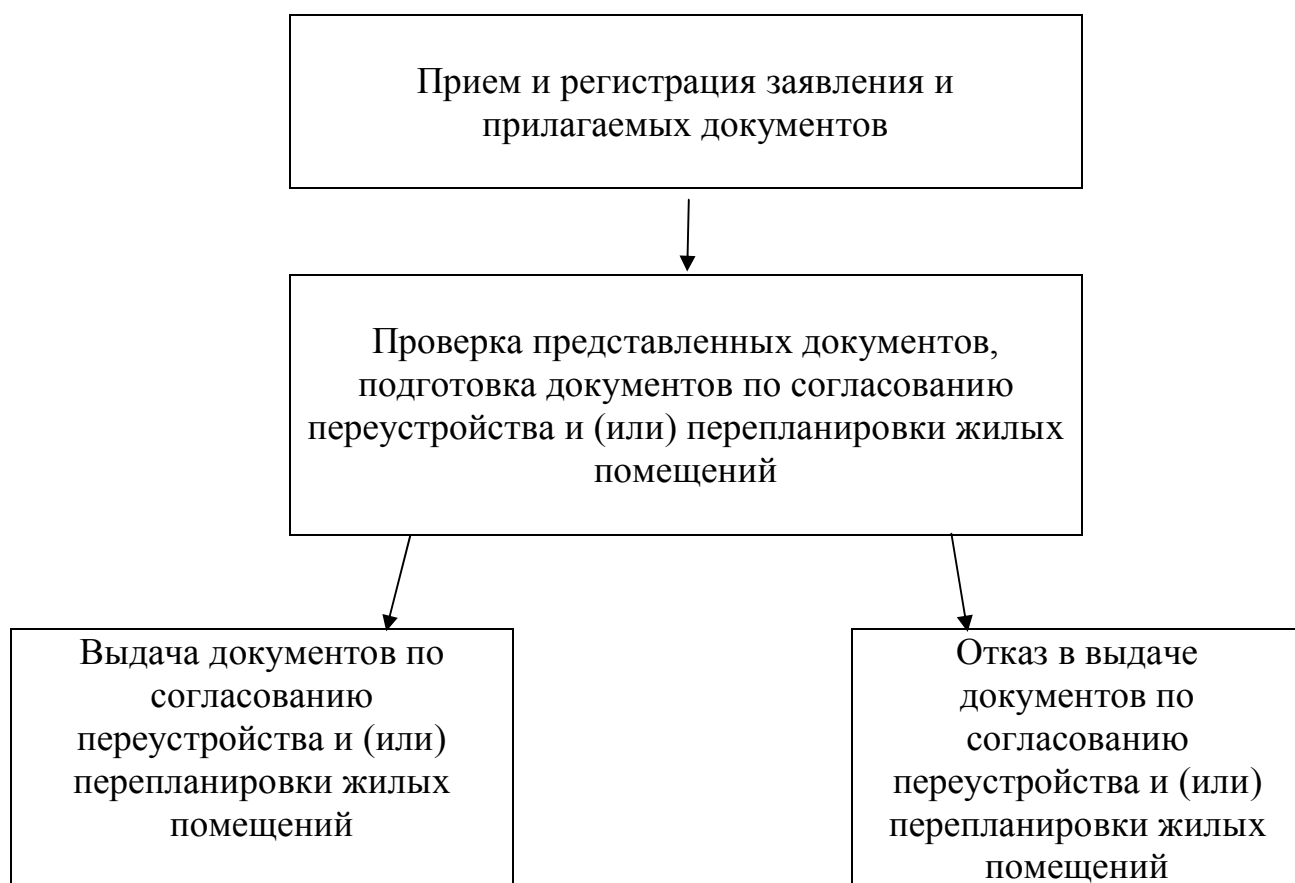 Прием и регистрация заявления и
прилагаемых документов
Проверка представленных документов,
подготовка документов по согласованию
переустройства и (или) перепланировки жилых
помещений
Выдача документов по
согласованию
переустройства и (или)
перепланировки жилых
помещений
Отказ в выдаче
документов по
согласованию
переустройства и (или)
перепланировки жилых
помещений